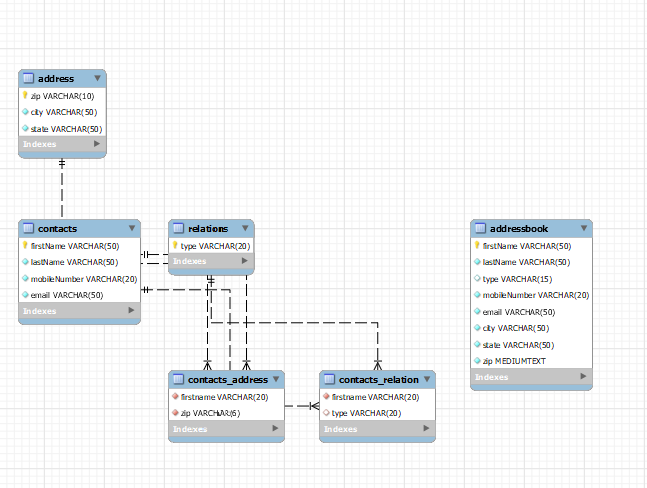 address
zip VARCHAR(10)
city VARCHAR(50)
state VARCHAR(50)
Indexes
contacts
firstName VARCHAR(50)
lastName VARCHAR(50)
mobileNumber VARCHAR(20)
email VARCHAR(50)
Indexes
relations
type VARCHAR(20)
Indexes
addressbook
firstName VARCHAR(50)
lastName VARCHAR(50)
type VARCHAR(15)
mobileNumber VARCHAR(20)
email VARCHAR(50)
city VARCHAR(50)
state VARCHAR(50)
zip MEDIUMTEXT
Indexes
contacts_address
firstname VARCHAR(20)
zip VARCHAR(6)
Indexes
contacts_relation
firstname VARCHAR(20)
type VARCHAR(20)
Indexes